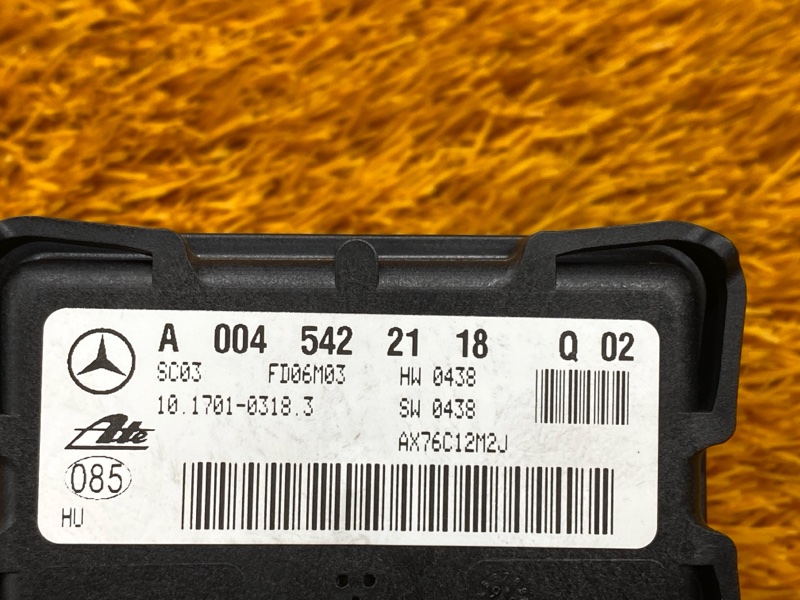 A 004 542 21 18 Q 02
SC03 FD06M03 HW 0438
10.1701-0318.3 SW 0438
Ate AX76C12M2J
085
HU